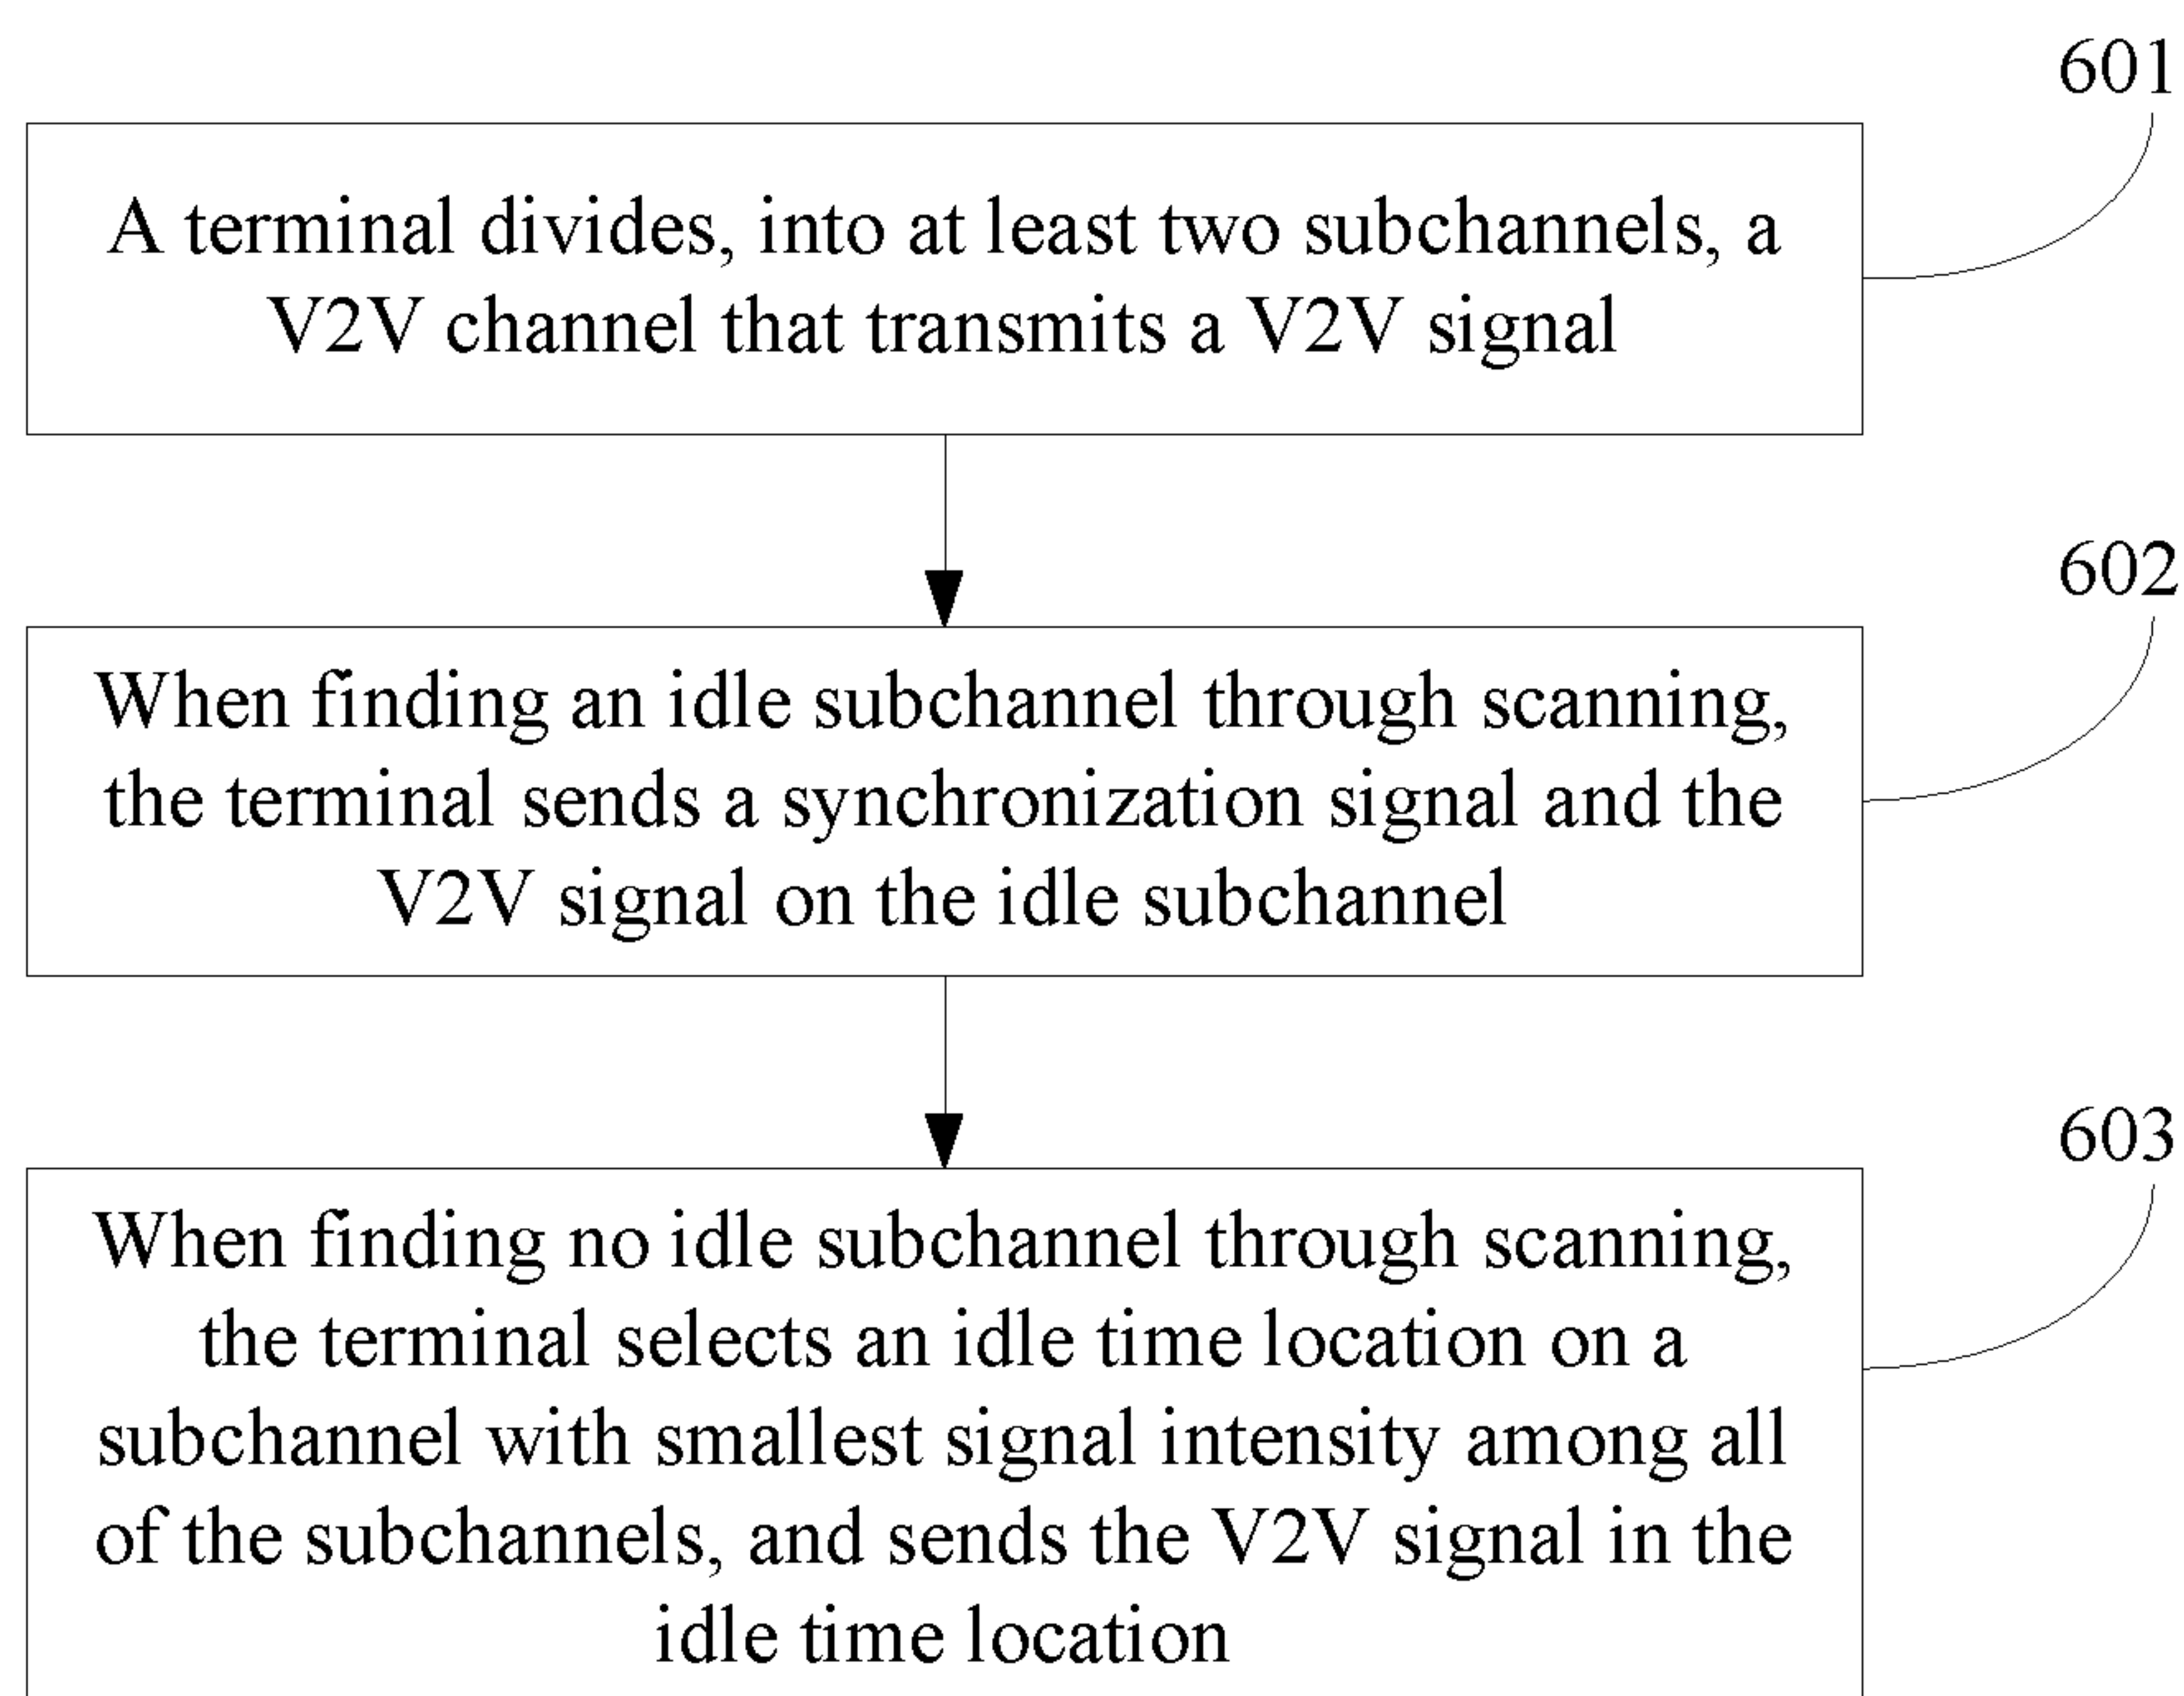 601
A terminal divides, into at least two subchannels, a
V2V channel that transmits a V2V signal
602
When finding an idle subchannel through scanning,
the terminal sends a synchronization signal and the
V2V signal on the idle subchannel
603
When finding no idle subchannel through scanning,
the terminal selects an idle time location on a
subchannel with smallest signal intensity among all
of the subchannels, and sends the V2V signal in the
idle time location